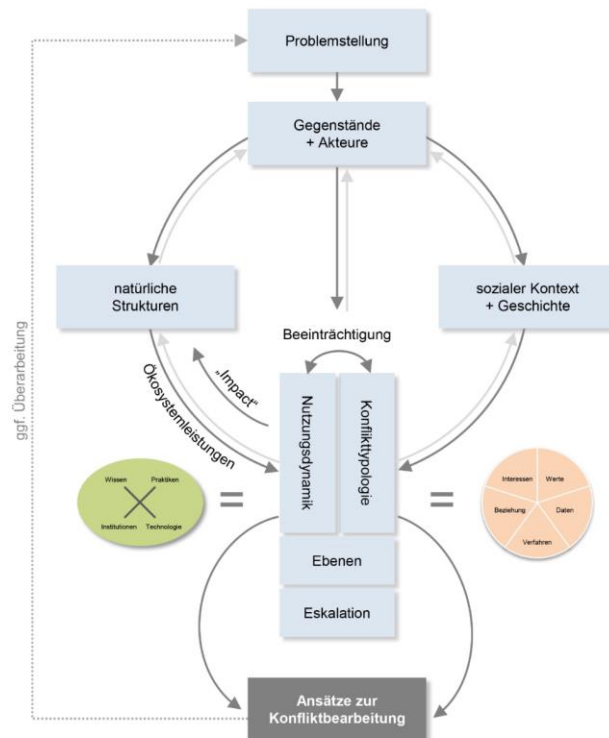 Problemstellung
Gegenstände
+ Akteure
natürliche
Strukturen
sozialer Kontext
+ Geschichte
Beeinträchtigung
„Impact“
Ökosystemleistungen
ggf. Überarbeitung
Nutzungsdynamik
Konflikttypologie
Wissen
Praktiken
Institutionen
Technologie
=
=
Interessen
Werte
Beziehung
Daten
Verfahren
Ebenen
Eskalation
Ansätze zur
Konfliktbearbeitung